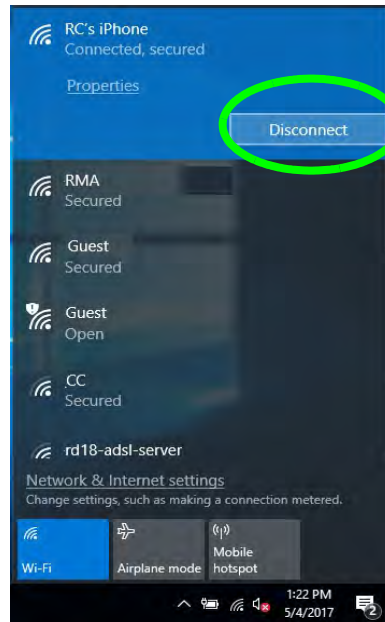 RC's iPhone
Connected, secured
Properties
Disconnect
RMA
Secured
Guest
Secured
Guest
Open
CC
Secured
rd18-adsl-server
Network & Internet settings
Change settings, such as making a connection metered.
Wi-Fi
Airplane mode
Mobile
hotspot
1:22 PM
5/4/2017
2